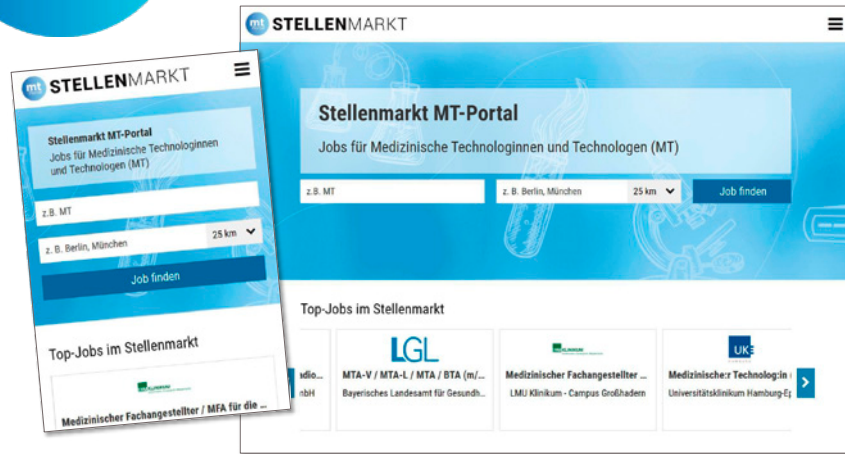 mt STELLENMARKT
Stellenmarkt MT-Portal
Jobs für Medizinische Technologinnen
und Technologen (MT)
z.B. MT
z. B. Berlin, München 25 km
Job finden
Top-Jobs im Stellenmarkt
Medizinischer Fachangestellter / MFA für die ...
mt STELLENMARKT
Stellenmarkt MT-Portal
Jobs für Medizinische Technologinnen und Technologen (MT)
z.B. MT z. B. Berlin, München 25 km Job finden
Top-Jobs im Stellenmarkt
LGL
UKE
adio... MTA-V / MTA-L / MTA / BTA (m/... Medizinischer Fachangestellter ... Medizinische:r Technolog:in
mbH Bayerisches Landesamt für Gesundh... LMU Klinikum - Campus Großhadern Universitätsklinikum Hamburg-Ep